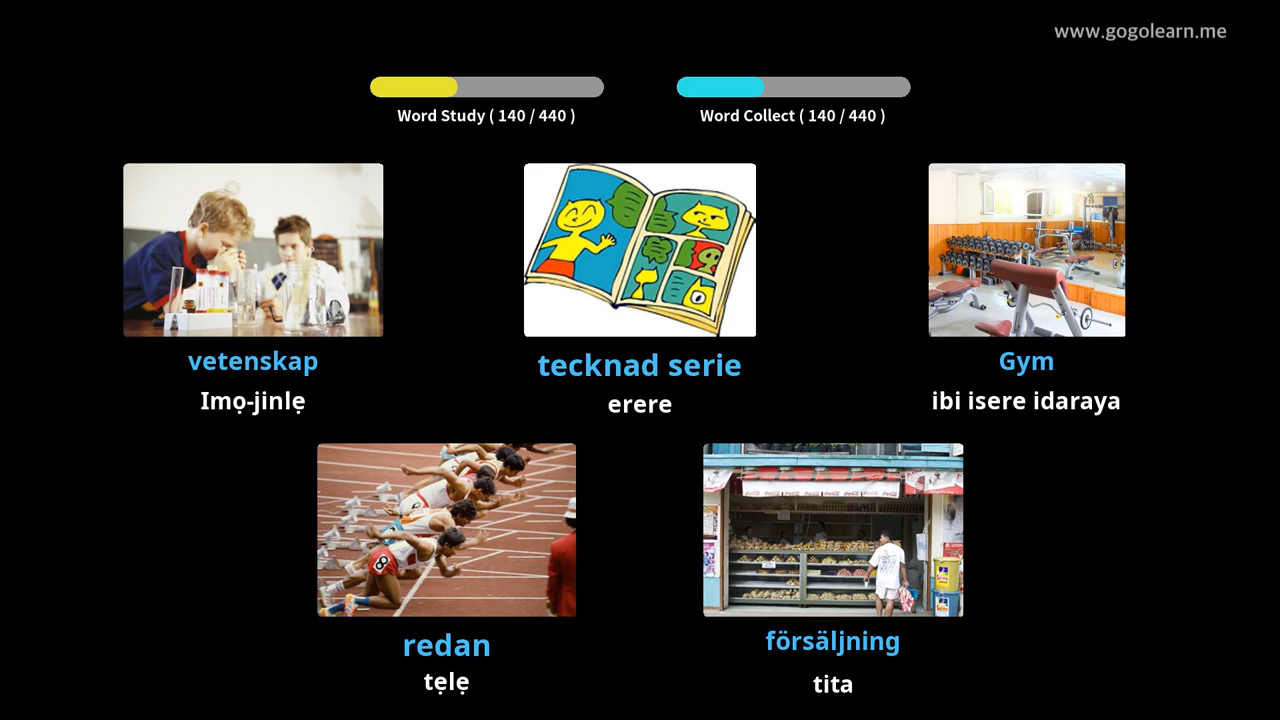 www.gogolearn.me
Word Study ( 140 / 440 )
Word Collect ( 140 / 440 )
vetenskap
Imọ-jinlẹ
tecknad serie
erere
Gym
ibi isere idaraya
redan
tẹlẹ
försäljning
tita